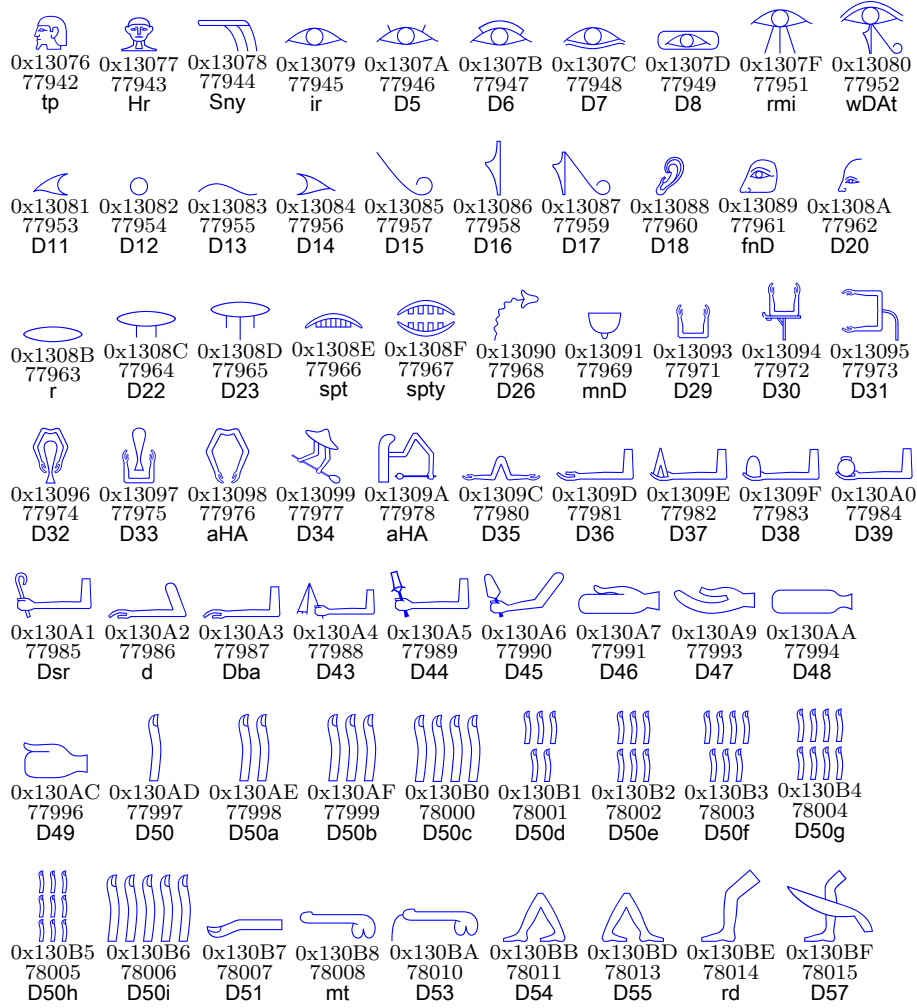 0x13076 0x13077 0x13078 0x13079 0x1307A 0x1307B 0x1307C 0x1307D 0x1307F 0x13080
77942 77943 77944 77945 77946 77947 77948 77949 77951 77952
tp Hr Sny ir D5 D6 D7 D8 rmi wDAt
0x13081 0x13082 0x13083 0x13084 0x13085 0x13086 0x13087 0x13088 0x13089 0x1308A
77953 77954 77955 77956 77957 77958 77959 77960 77961 77962
D11 D12 D13 D14 D15 D16 D17 D18 fnD D20
0x1308B 0x1308C 0x1308D 0x1308E 0x1308F 0x13090 0x13091 0x13093 0x13094 0x13095
77963 77964 77965 77966 77967 77968 77969 77971 77972 77973
r D22 D23 spt spty D26 mnD D29 D30 D31
0x13096 0x13097 0x13098 0x13099 0x1309A 0x1309C 0x1309D 0x1309E 0x1309F 0x130A0
77974 77975 77976 77977 77978 77980 77981 77982 77983 77984
D32 D33 aHA D34 aHA D35 D36 D37 D38 D39
0x130A1 0x130A2 0x130A3 0x130A4 0x130A5 0x130A6 0x130A7 0x130A9 0x130AA
77985 77986 77987 77988 77989 77990 77991 77993 77994
Dsr d Dba D43 D44 D45 D46 D47 D48
0x130AC 0x130AD 0x130AE 0x130AF 0x130B0 0x130B1 0x130B2 0x130B3 0x130B4
77996 77997 77998 77999 78000 78001 78002 78003 78004
D49 D50 D50a D50b D50c D50d D50e D50f D50g
0x130B5 0x130B6 0x130B7 0x130B8 0x130BA 0x130BB 0x130BD 0x130BE 0x130BF
78005 78006 78007 78008 78010 78011 78013 78014 78015
D50h D50i D51 mt D53 D54 D55 rd D57